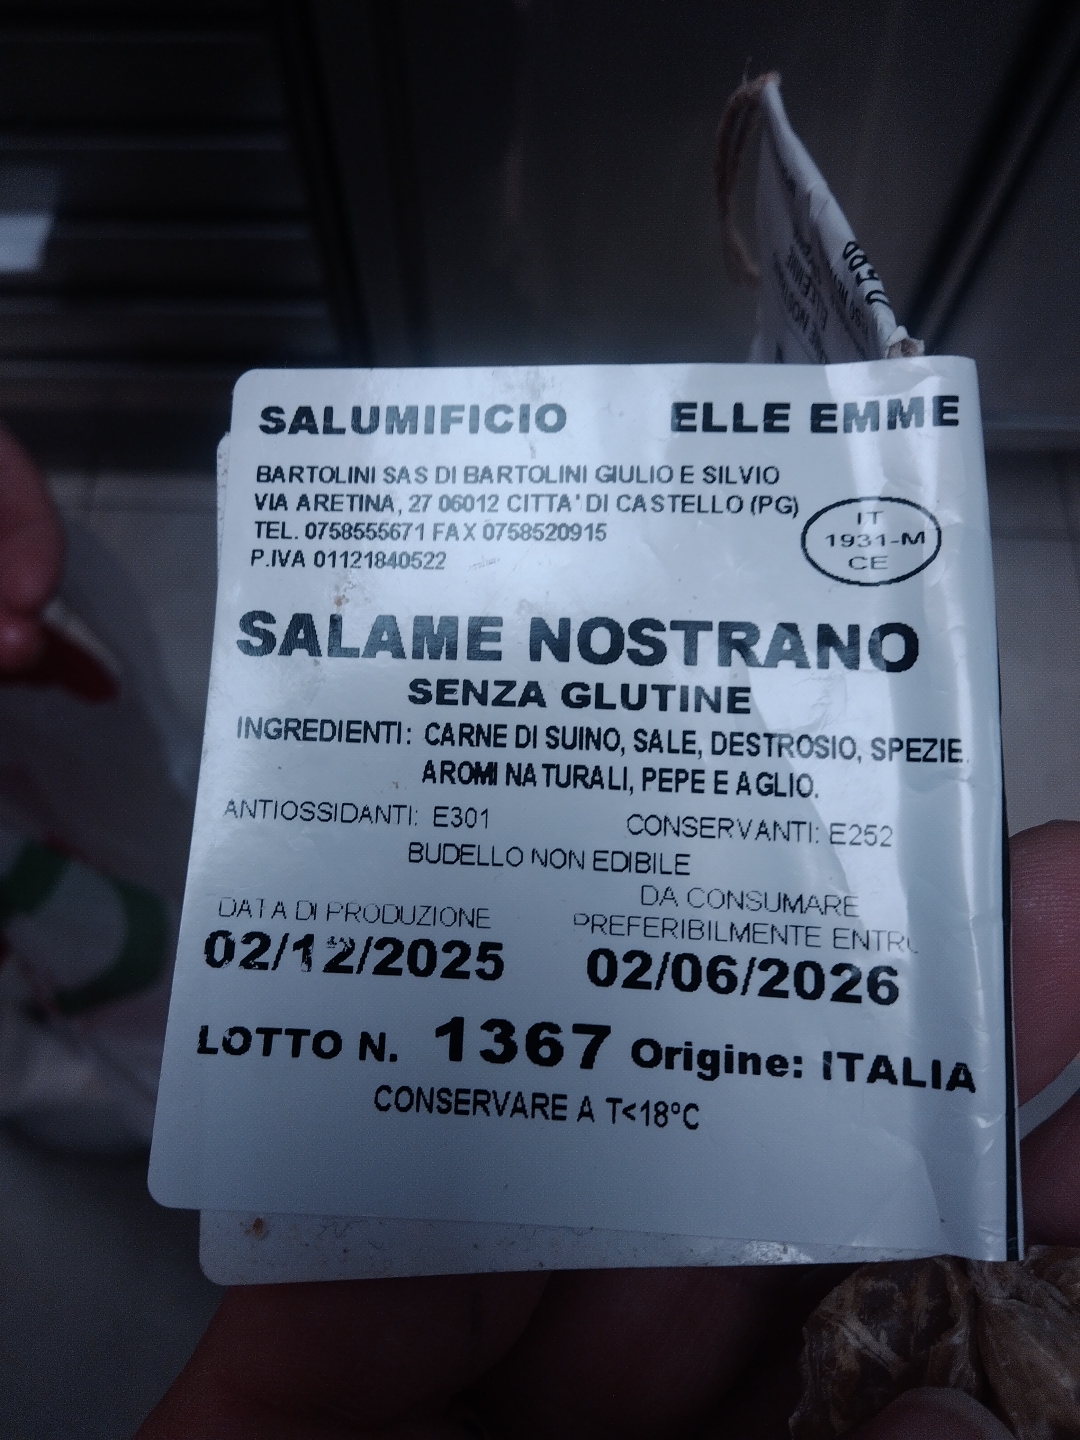 SALUMIFICIO ELLE EMME
BARTOLINI SAS DI BARTOLINI GIULIO E SILVIO
VIA ARETINA, 27 06012 CITTA' DI CASTELLO (PG)
TEL. 0758555671 FAX 0758520915
P.IVA 01121840522
IT
1931-M
CE
SALAME NOSTRANO
SENZA GLUTINE
INGREDIENTI: CARNE DI SUINO, SALE, DESTROSIO, SPEZIE.
AROMI NATURALI, PEPE E AGLIO.
ANTIOSSIDANTI: E301 CONSERVANTI: E252
BUDELLO NON EDIBILE
DATA DI PRODUZIONE
02/12/2025
DA CONSUMARE
PREFERIBILMENTE ENTRO
02/06/2026
LOTTO N. 1367 Origine: ITALIA
CONSERVARE A T<18°C